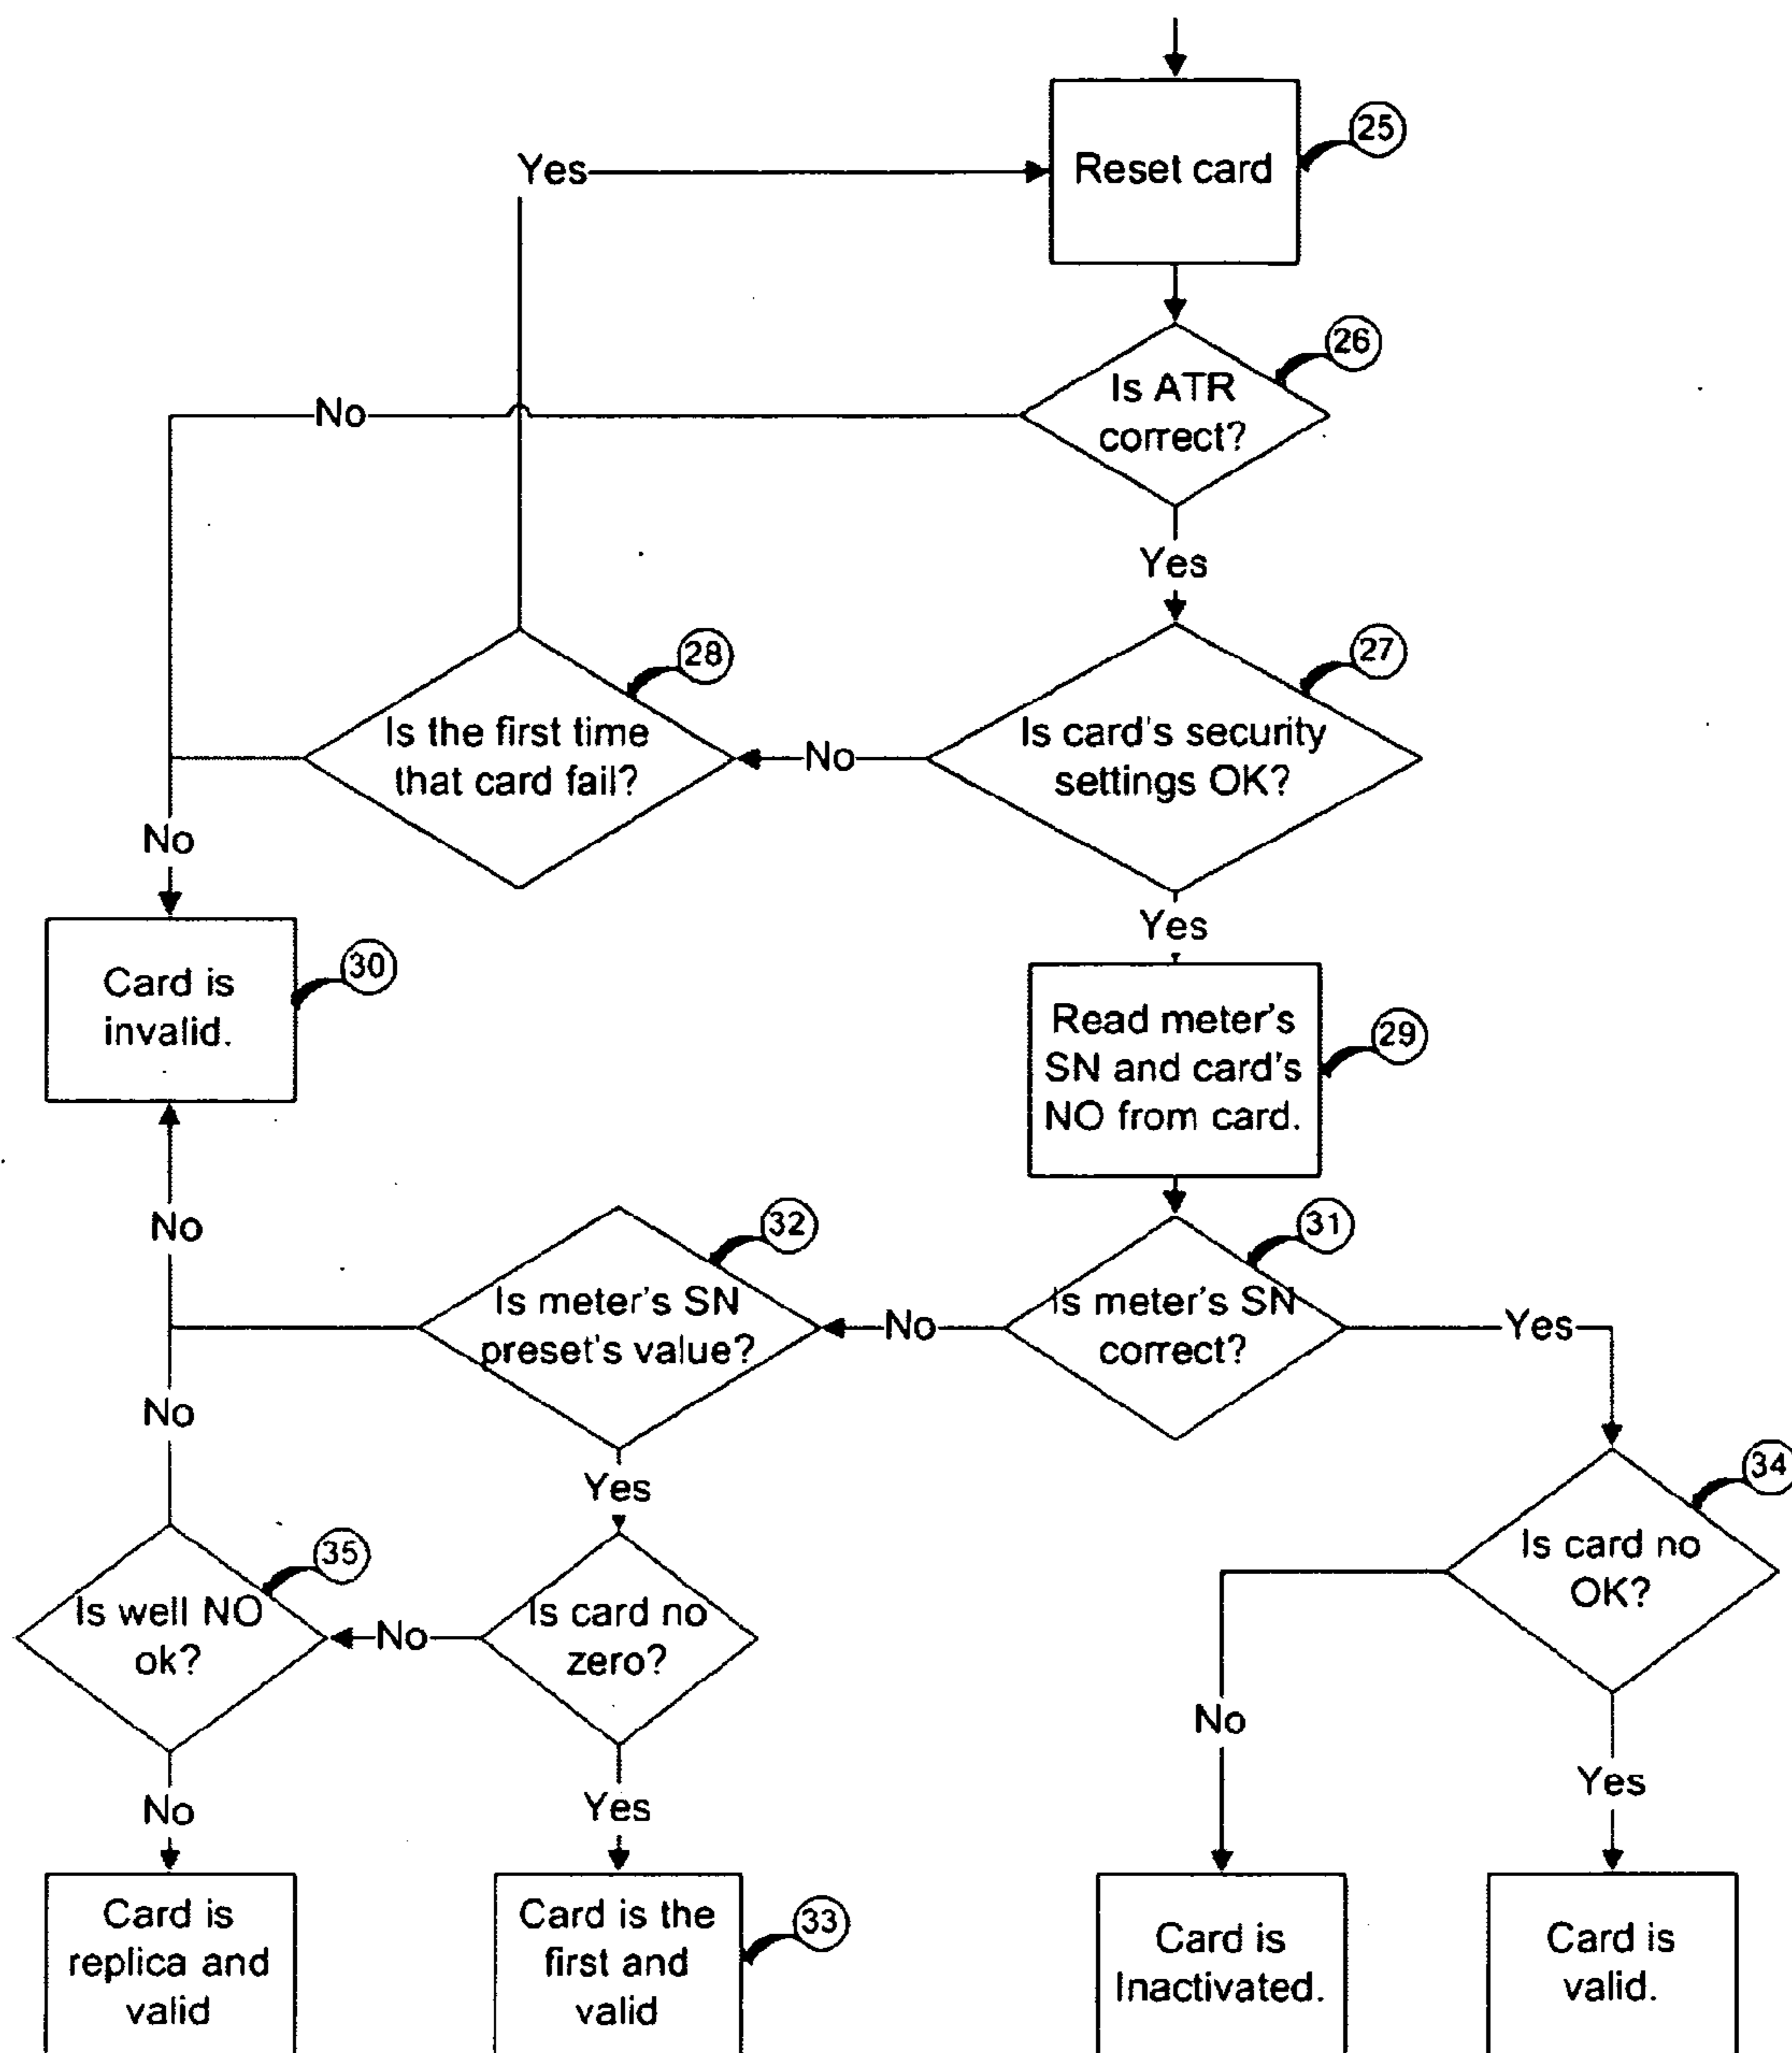 25
Yes
Reset card
26
Is ATR
correct?
No
Yes
28
27
Is the first time
that card fail?
No
Is card's security
settings OK?
No
Yes
30
Card is
invalid.
29
Read meter's
SN and card's
NO from card.
No
32
31
Is meter's SN
preset's value?
No
Is meter's SN
correct?
Yes
No
Yes
34
35
Is card no
OK?
Is well NO
ok?
No
Is card no
zero?
No
Yes
No
Yes
33
Card is
replica and
valid
Card is the
first and
valid
Card is
Inactivated.
Card is
valid.